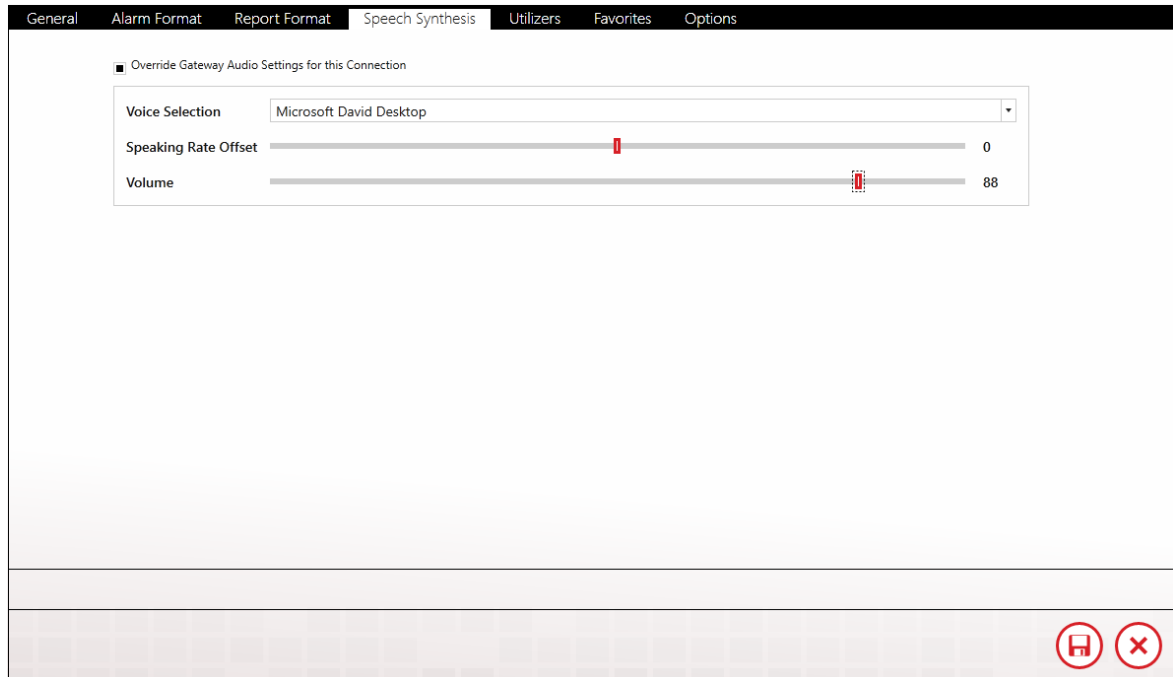 General Alarm Format Report Format Speech Synthesis Utilizers Favorites Options
Override Gateway Audio Settings for this Connection
Voice Selection Microsoft David Desktop
Speaking Rate Offset 0
Volume 88